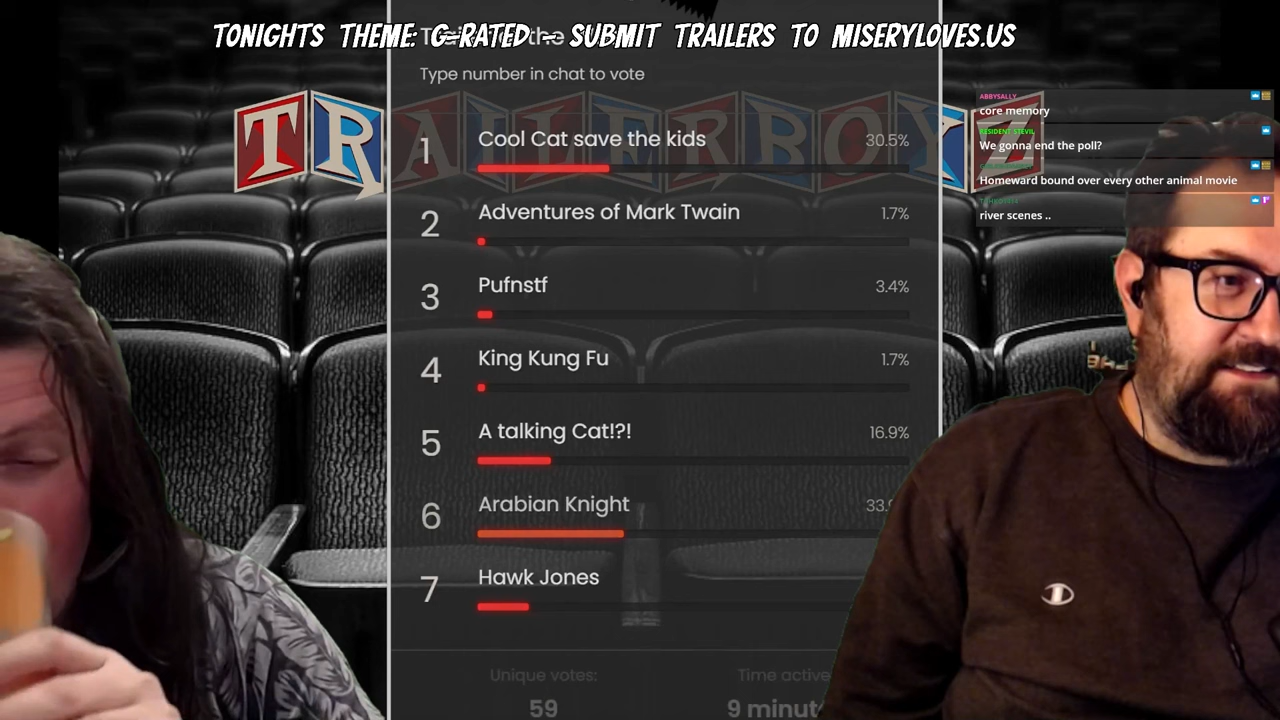 TONIGHTS THEME: G-RATED - SUBMIT TRAILERS TO MISERYLOVES.US
Type number in chat to vote
TRAILERBOYZ
1 Cool Cat save the kids 30.5%
2 Adventures of Mark Twain 1.7%
3 Pufnstf 3.4%
4 King Kung Fu 1.7%
5 A talking Cat!?! 16.9%
6 Arabian Knight 33.
7 Hawk Jones
Unique votes:
59
Time active
9 minut
ABBYSALLY
core memory
RESIDENT STEVIL
We gonna end the poll?
Homeward bound over every other animal movie
river scenes ..